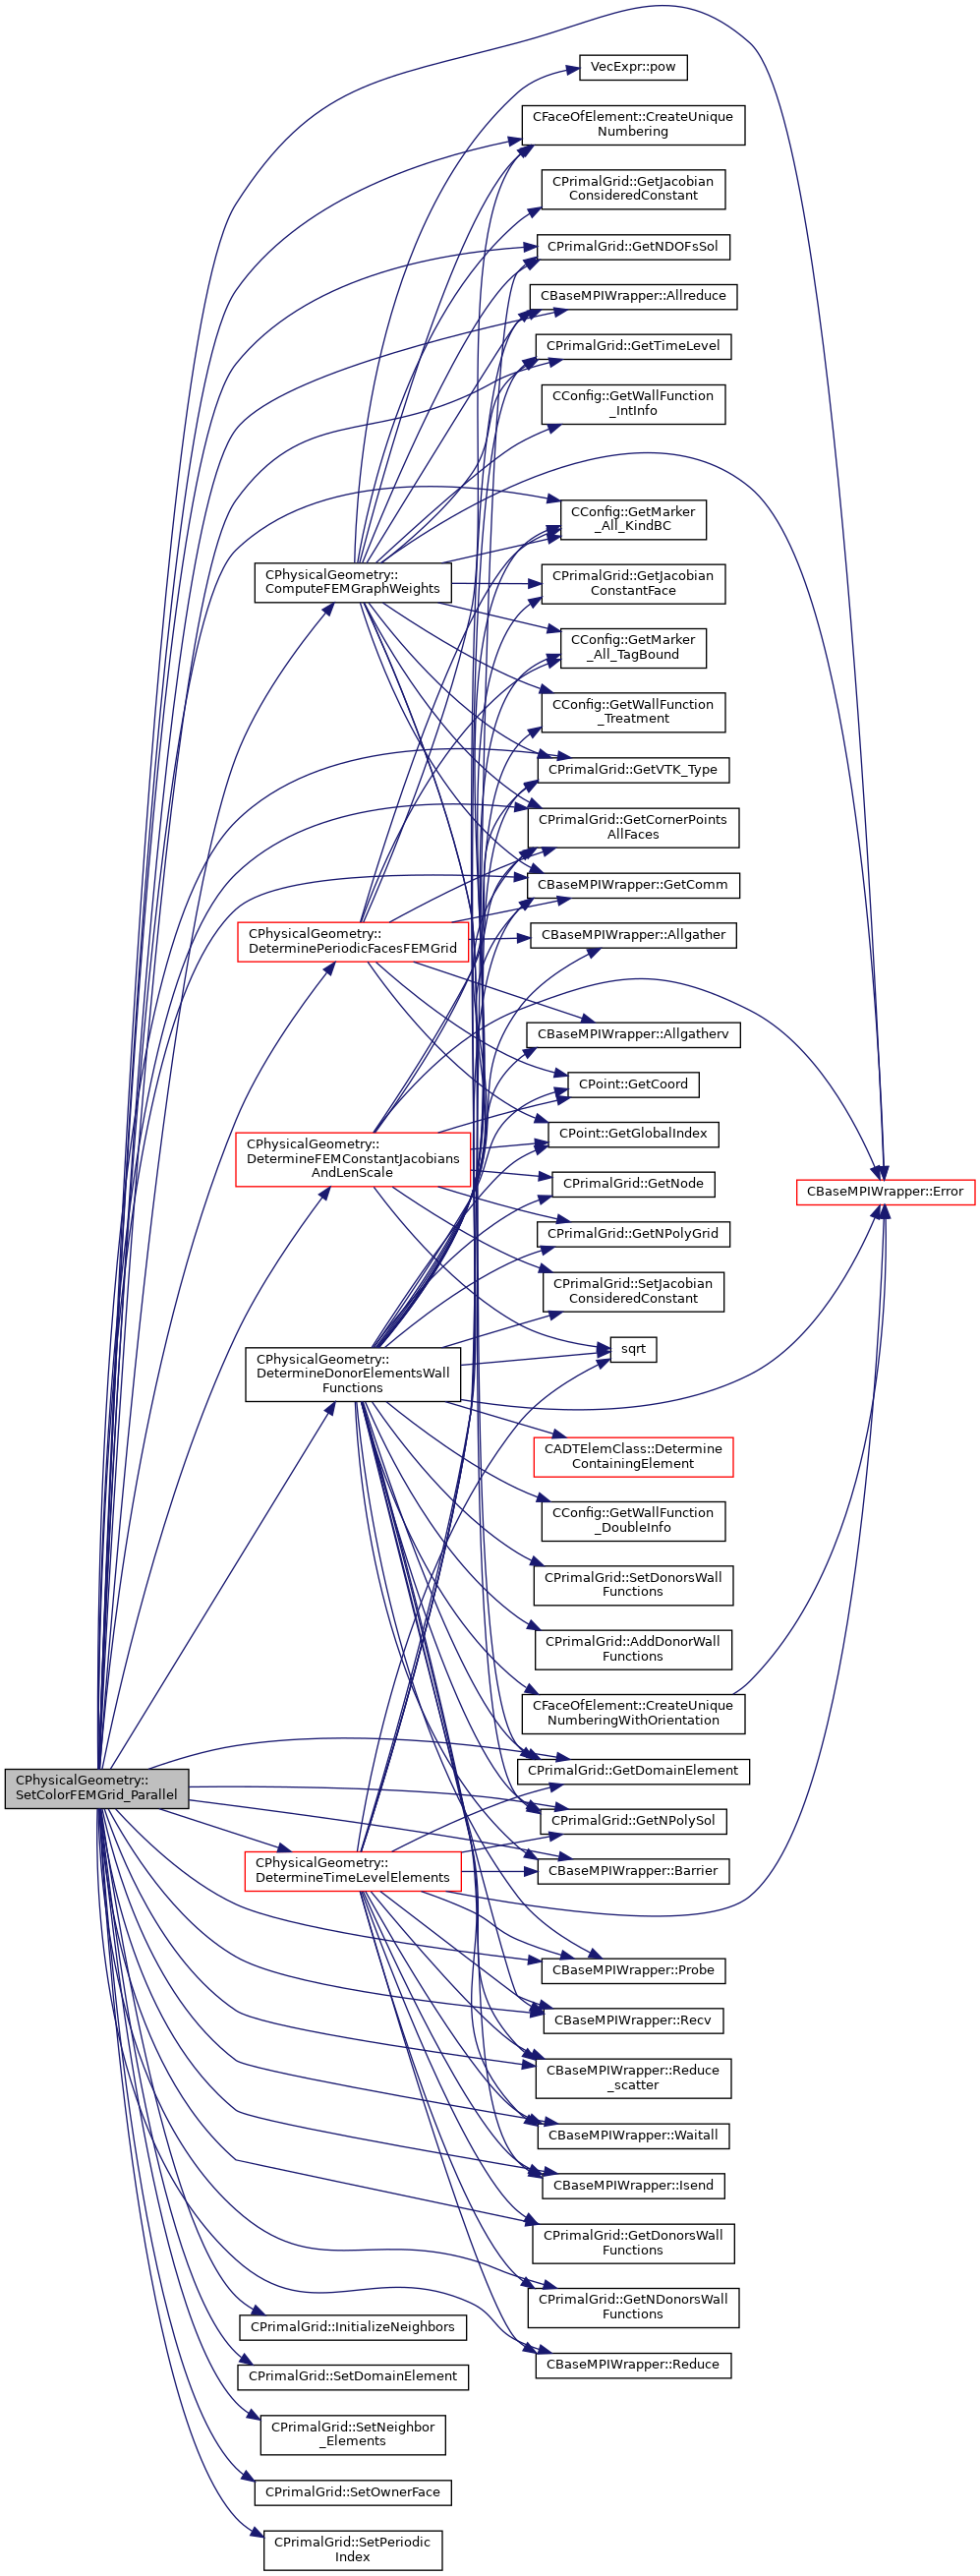 VecExpr::pow
CFaceOfElement::CreateUnique
Numbering
CPrimalGrid::GetJacobian
ConsideredConstant
CPrimalGrid::GetNDOFsSol
CBaseMPIWrapper::Allreduce
CPrimalGrid::GetTimeLevel
CConfig::GetWallFunction
_IntInfo
CConfig::GetMarker
_All_KindBC
CPhysicalGeometry::
ComputeFEMGraphWeights
CPrimalGrid::GetJacobian
ConstantFace
CConfig::GetMarker
_All_TagBound
CConfig::GetWallFunction
_Treatment
CPrimalGrid::GetVTK_Type
CPrimalGrid::GetCornerPoints
AllFaces
CBaseMPIWrapper::GetComm
CPhysicalGeometry::
DeterminePeriodicFacesFEMGrid
CBaseMPIWrapper::Allgather
CBaseMPIWrapper::Allgatherv
CPoint::GetCoord
CPoint::GetGlobalIndex
CPhysicalGeometry::
DetermineFEMConstantJacobians
AndLenScale
CPrimalGrid::GetNode
CBaseMPIWrapper::Error
CPrimalGrid::GetNPolyGrid
CPrimalGrid::SetJacobian
ConsideredConstant
sqrt
CPhysicalGeometry::
DetermineDonorElementsWall
Functions
CADTElemClass::Determine
ContainingElement
CConfig::GetWallFunction
_DoubleInfo
CPrimalGrid::SetDonorsWall
Functions
CPrimalGrid::AddDonorWall
Functions
CFaceOfElement::CreateUnique
NumberingWithOrientation
CPrimalGrid::GetDomainElement
CPhysicalGeometry::
SetColorFEMGrid_Parallel
CPrimalGrid::GetNPolySol
CPhysicalGeometry::
DetermineTimeLevelElements
CBaseMPIWrapper::Barrier
CBaseMPIWrapper::Probe
CBaseMPIWrapper::Recv
CBaseMPIWrapper::Reduce
_scatter
CBaseMPIWrapper::Waitall
CBaseMPIWrapper::Isend
CPrimalGrid::GetDonorsWall
Functions
CPrimalGrid::GetNDonorsWall
Functions
CPrimalGrid::InitializeNeighbors
CBaseMPIWrapper::Reduce
CPrimalGrid::SetDomainElement
CPrimalGrid::SetNeighbor
_Elements
CPrimalGrid::SetOwnerFace
CPrimalGrid::SetPeriodic
Index